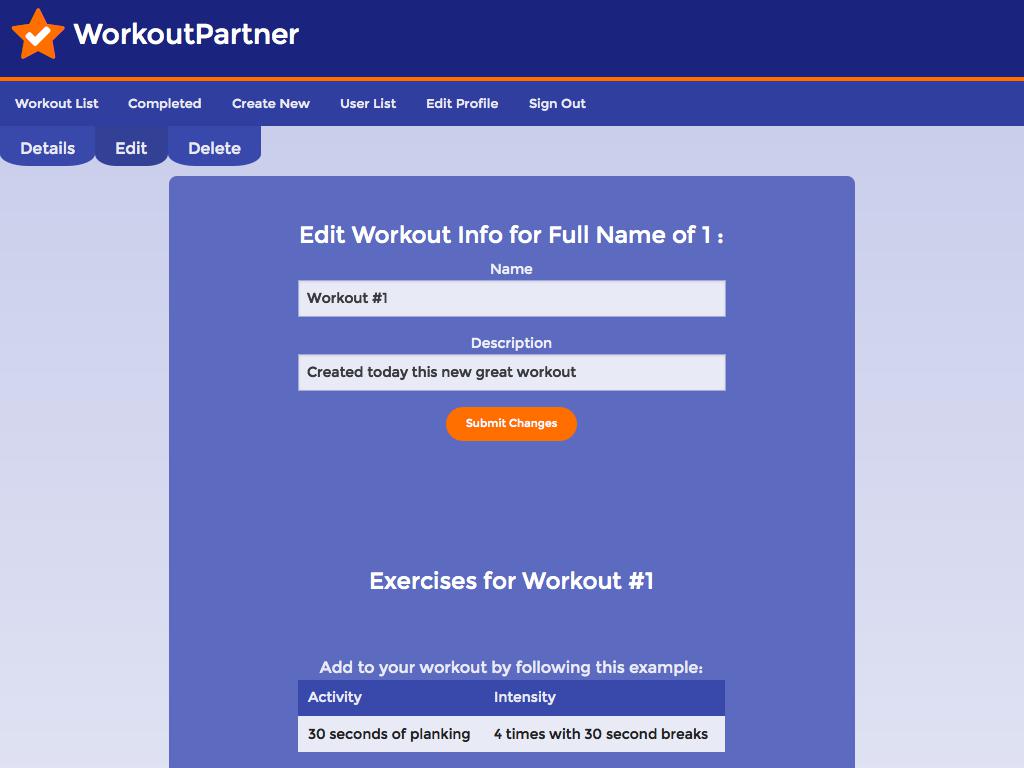 WorkoutPartner
Workout List Completed Create New User List Edit Profile Sign Out
Details Edit Delete
Edit Workout Info for Full Name of 1 :
Name
Workout #1
Description
Created today this new great workout
Submit Changes
Exercises for Workout #1
Add to your workout by following this example:
Activity Intensity
30 seconds of planking 4 times with 30 second breaks